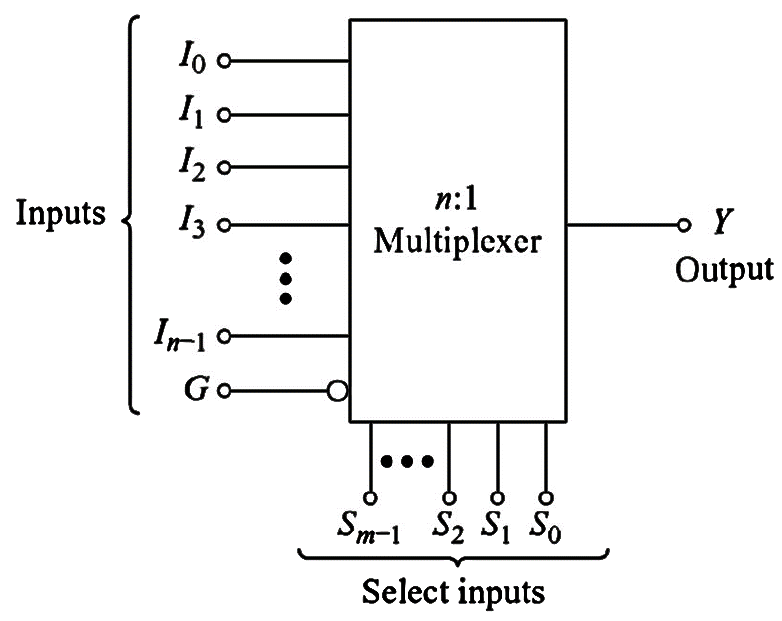 I₀
I₁
I₂
Inputs
I₃
n:1
Multiplexer
Y
Output
Iₙ₋₁
G
Sₘ₋₁ S₂ S₁ S₀
Select inputs